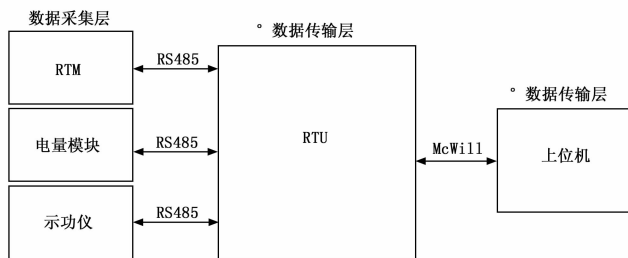 数据采集层
° 数据传输层
RTM
RS485
° 数据传输层
电量模块
RS485
RTU
McWill
上位机
示功仪
RS485